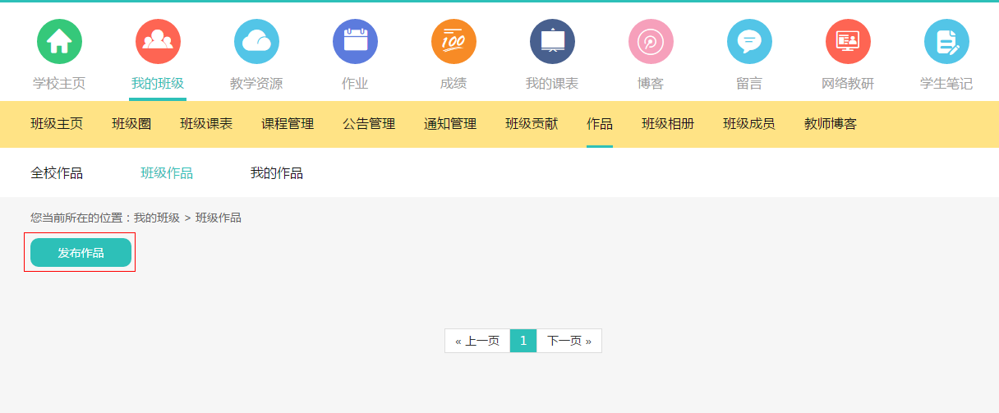 100
学校主页 我的班级 教学资源 作业 成绩 我的课表 博客 留言 网络教研 学生笔记
班级主页 班级圈 班级课表 课程管理 公告管理 通知管理 班级贡献 作品 班级相册 班级成员 教师博客
全校作品 班级作品 我的作品
您当前所在的位置：我的班级 > 班级作品
发布作品
« 上一页 1 下一页 »